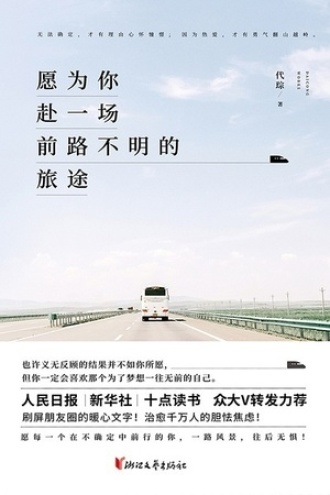 无法确定，才有理由心怀憧憬；因为热爱，才有勇气翻山越岭。
愿为你
赴一场
前路不明的
旅途
代琮 著
DAICONG
WORKS
也许义无反顾的结果并不如你所愿，
但你一定会喜欢那个为了梦想一往无前的自己。
人民日报｜新华社｜十点读书 众大V转发力荐
刷屏朋友圈的暖心文字！治愈千万人的胆怯焦虑！
愿每一个在不确定中前行的你，一路风景，往后无惧！
浙江文艺出版社